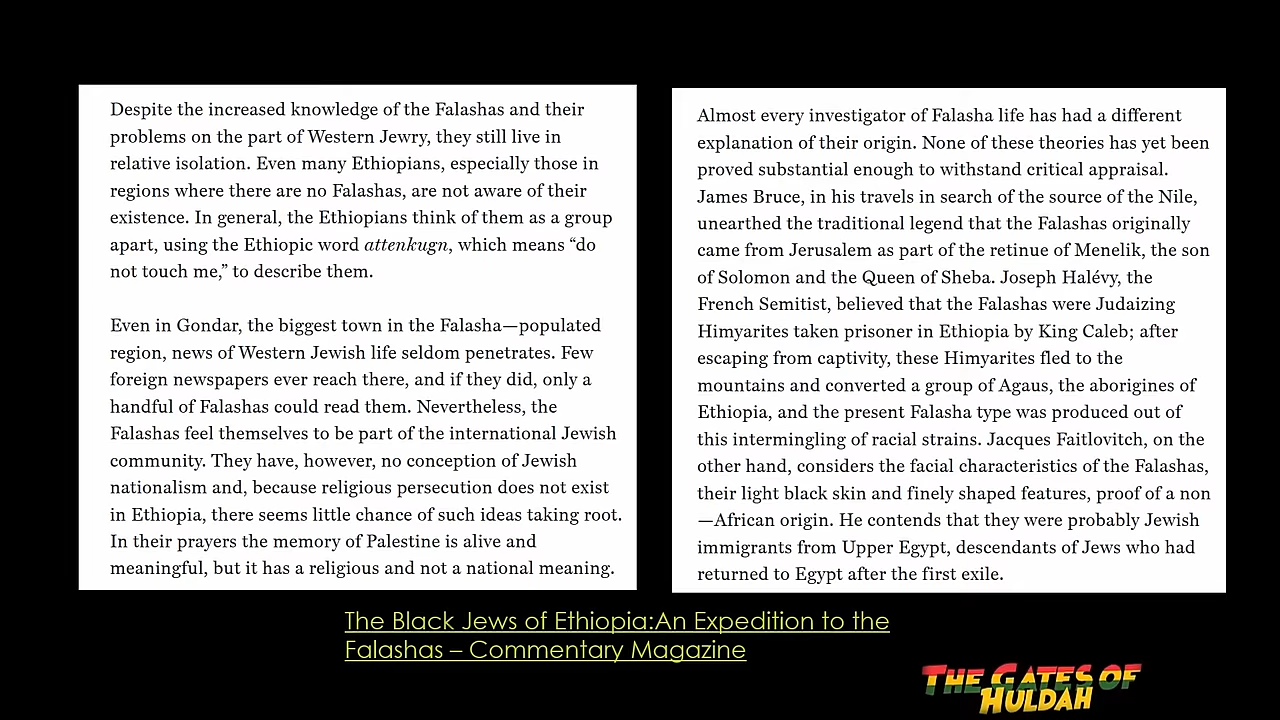 Despite the increased knowledge of the Falashas and their
problems on the part of Western Jewry, they still live in
relative isolation. Even many Ethiopians, especially those in
regions where there are no Falashas, are not aware of their
existence. In general, the Ethiopians think of them as a group
apart, using the Ethiopic word attenkugn, which means “do
not touch me,” to describe them.
Even in Gondar, the biggest town in the Falasha—populated
region, news of Western Jewish life seldom penetrates. Few
foreign newspapers ever reach there, and if they did, only a
handful of Falashas could read them. Nevertheless, the
Falashas feel themselves to be part of the international Jewish
community. They have, however, no conception of Jewish
nationalism and, because religious persecution does not exist
in Ethiopia, there seems little chance of such ideas taking root.
In their prayers the memory of Palestine is alive and
meaningful, but it has a religious and not a national meaning.
Almost every investigator of Falasha life has had a different
explanation of their origin. None of these theories has yet been
proved substantial enough to withstand critical appraisal.
James Bruce, in his travels in search of the source of the Nile,
unearthed the traditional legend that the Falashas originally
came from Jerusalem as part of the retinue of Menelik, the son
of Solomon and the Queen of Sheba. Joseph Halévy, the
French Semitist, believed that the Falashas were Judaizing
Himyarites taken prisoner in Ethiopia by King Caleb; after
escaping from captivity, these Himyarites fled to the
mountains and converted a group of Agaus, the aborigines of
Ethiopia, and the present Falasha type was produced out of
this intermingling of racial strains. Jacques Faitlovitch, on the
other hand, considers the facial characteristics of the Falashas,
their light black skin and finely shaped features, proof of a non
—African origin. He contends that they were probably Jewish
immigrants from Upper Egypt, descendants of Jews who had
returned to Egypt after the first exile.
The Black Jews of Ethiopia:An Expedition to the
Falashas – Commentary Magazine
THE GATES OF
HULDAH